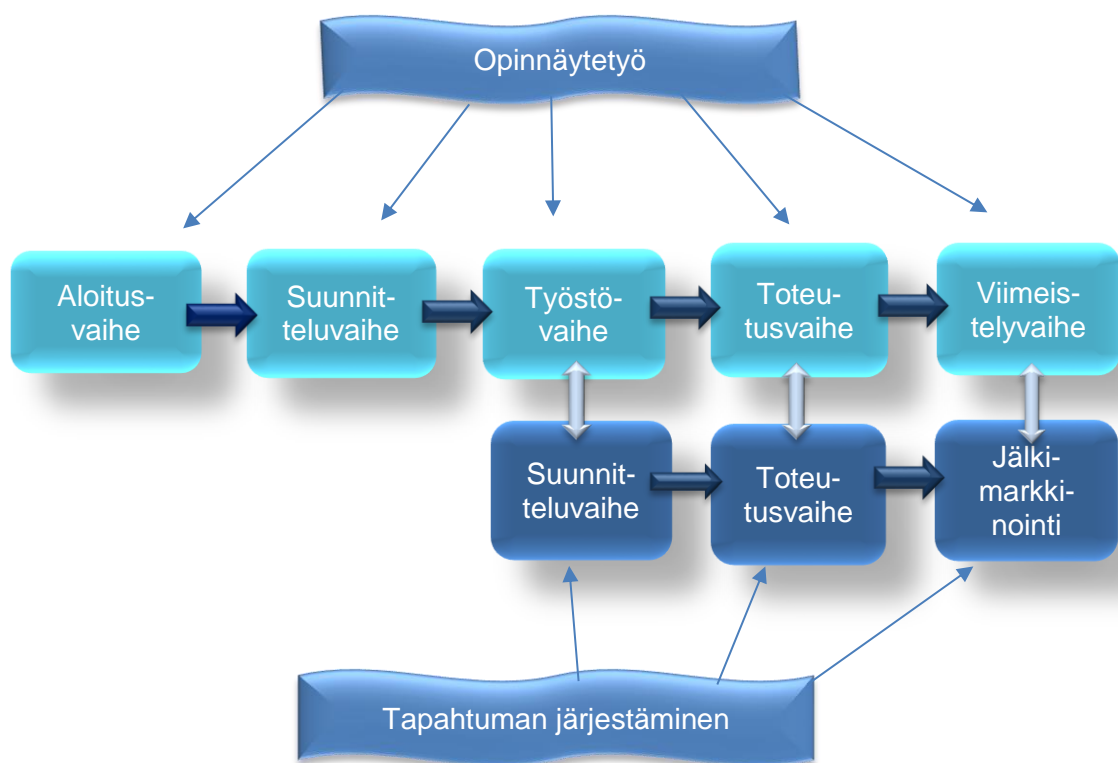 Opinnäytetyö
Aloitus-
vaihe
Suunnit-
teluvaihe
Työstö-
vaihe
Toteu-
tusvaihe
Viimeis-
telyvaihe
Suunnit-
teluvaihe
Toteu-
tusvaihe
Jälki-
markki-
nointi
Tapahtuman järjestäminen